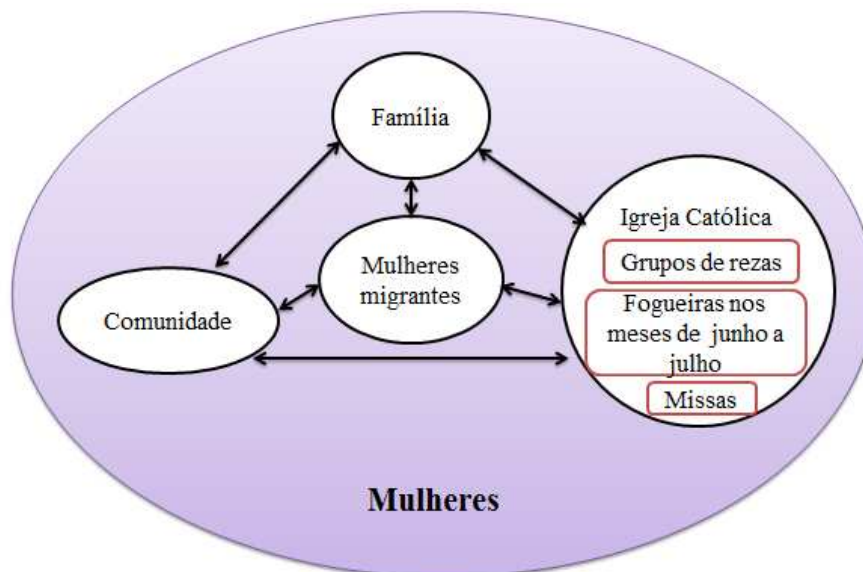 Família
Igreja Católica
Grupos de rezas
Mulheres
migrantes
Fogueiras nos
meses de junho a
julho
Comunidade
Missas
Mulheres